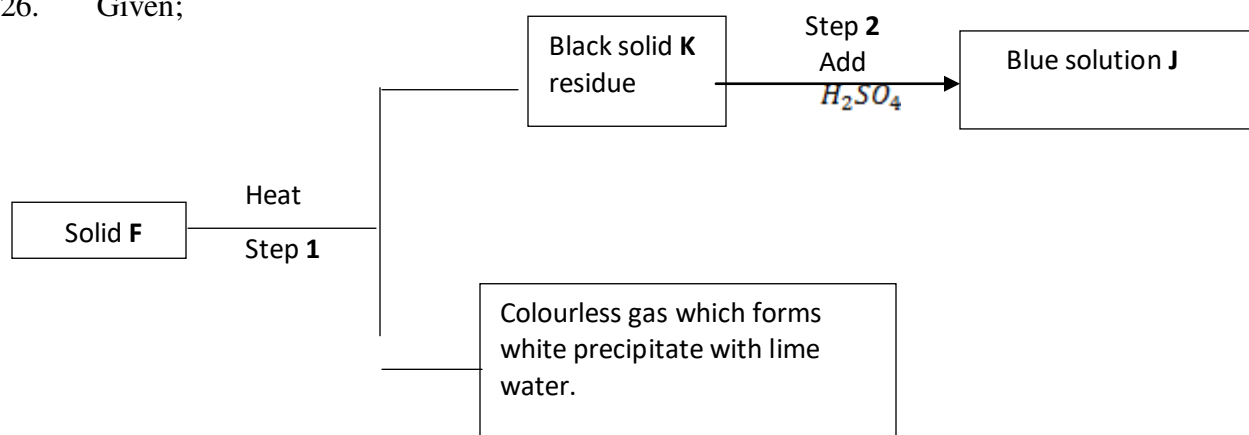 26. Given;
Step 2
Black solid K
residue
Add
H₂SO₄
Blue solution J
Heat
Solid F
Step 1
Colourless gas which forms
white precipitate with lime
water.